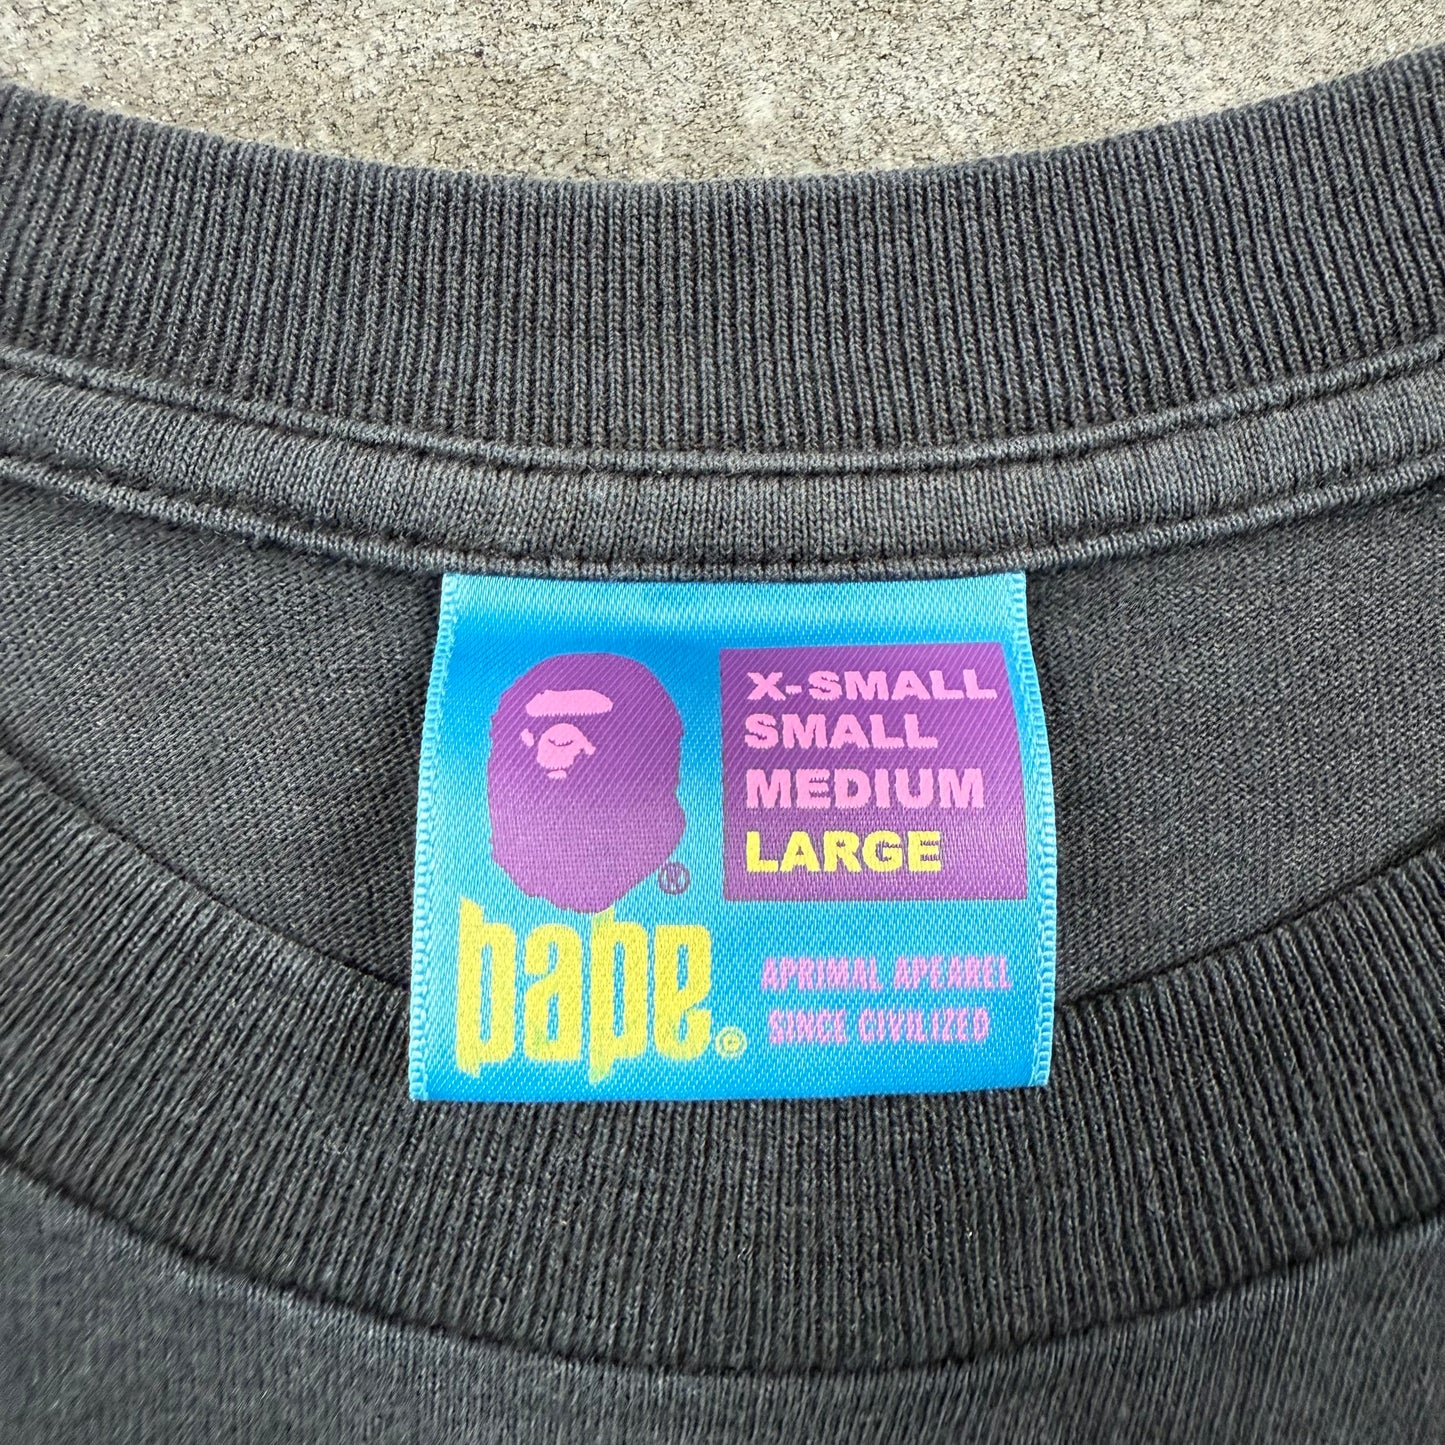 X-SMALL
SMALL
MEDIUM
LARGE
®
bape.©
APRIMAL APEAREL
SINCE CIVILIZED